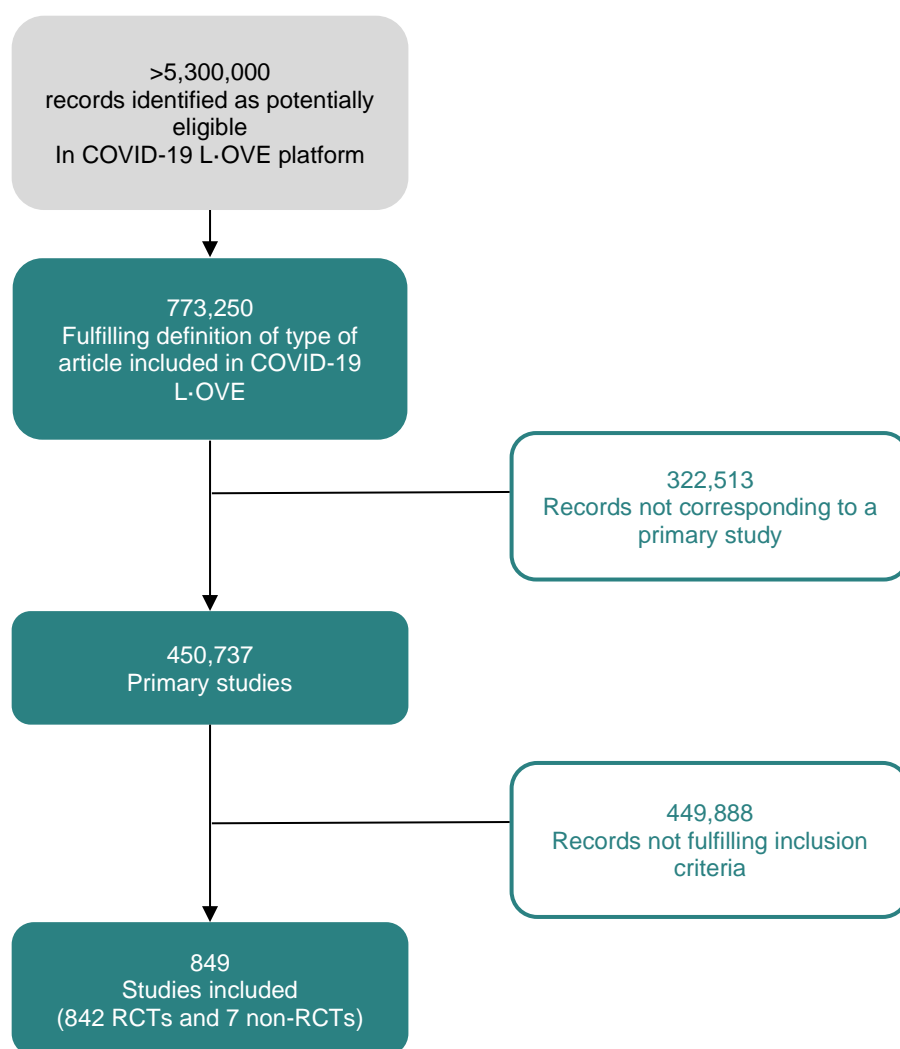 >5,300,000
records identified as potentially
eligible
In COVID-19 L·OVE platform
773,250
Fulfilling definition of type of
article included in COVID-19
L·OVE
322,513
Records not corresponding to a
primary study
450,737
Primary studies
449,888
Records not fulfilling inclusion
criteria
849
Studies included
(842 RCTs and 7 non-RCTs)